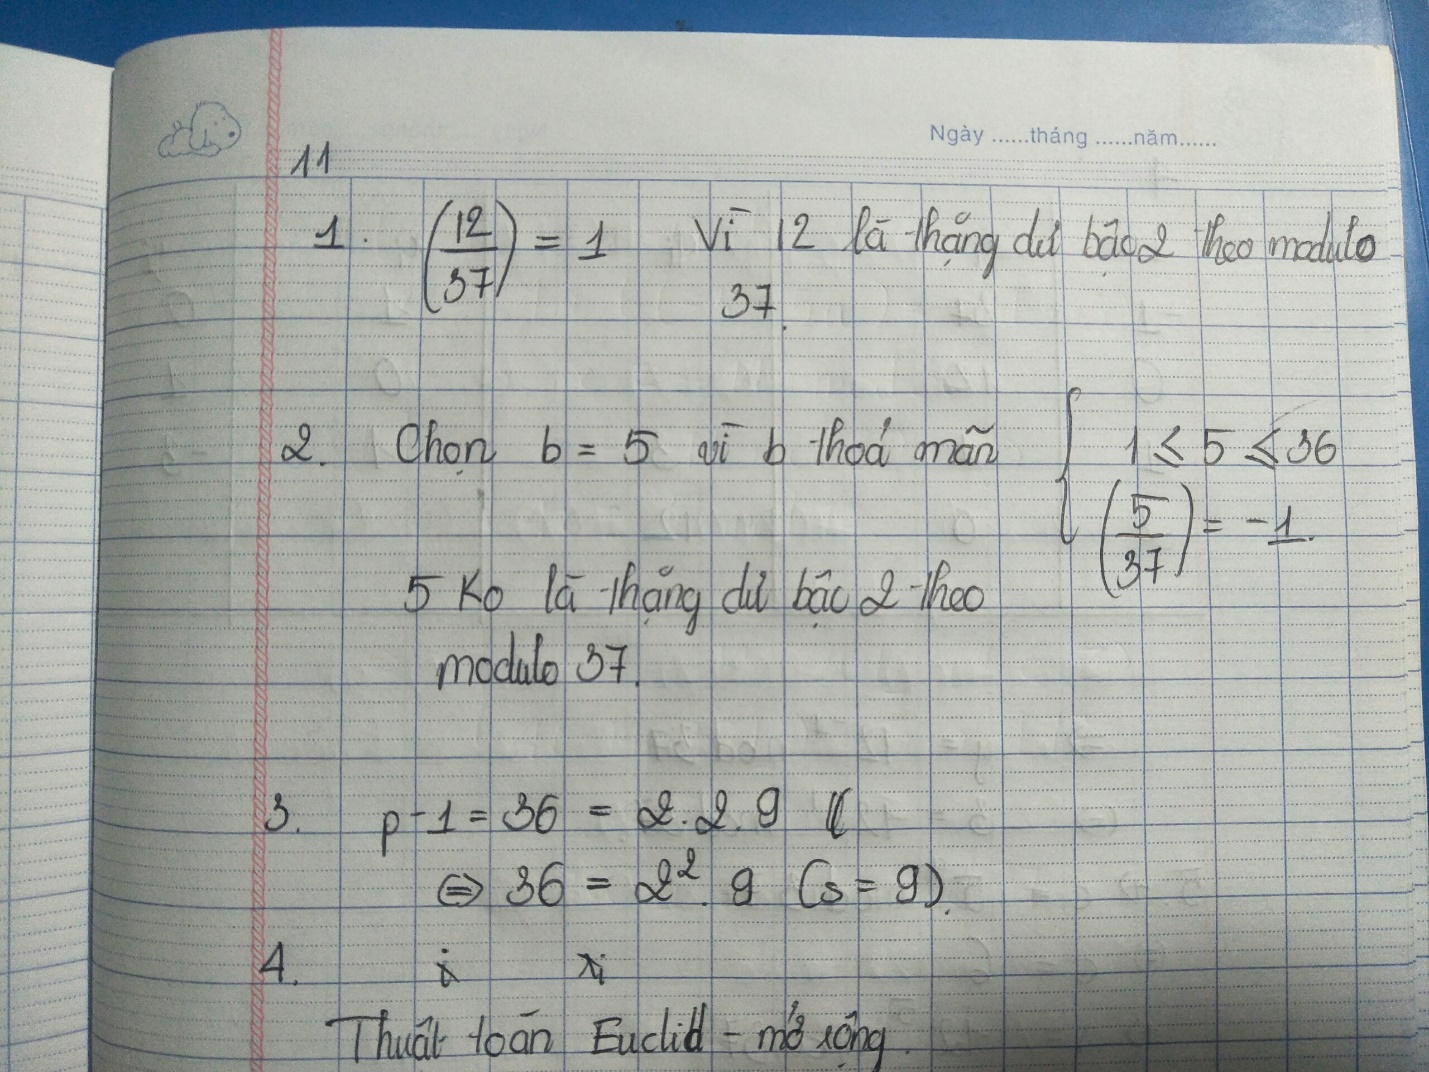 Ngày ......tháng ......năm......
11
1. (12/37) = 1 Vì 12 là thặng dư bậc 2 theo modulo
37.
2. Chọn b = 5 vì b thoả mãn { 1 ≤ 5 ≤ 36
(5/37) = -1.
5 Ko là thặng dư bậc 2 theo
modulo 37.
3. p-1 = 36 = 2.2.9
⇔ 36 = 2². 9 (s = 9).
4. i xi
Thuật toán Euclid - mở rộng.